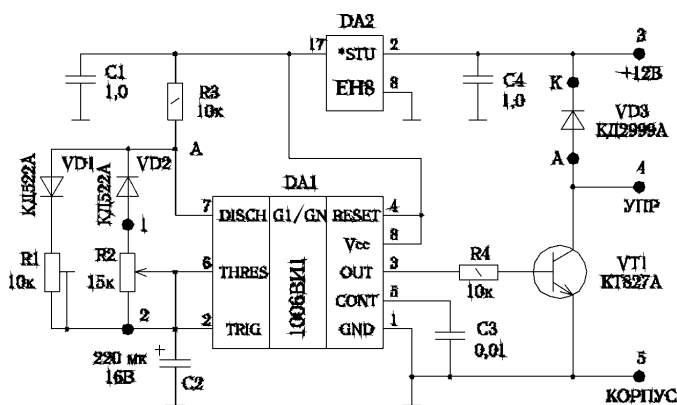 DA2
17
*STU
2
3
EH8
8
+12В
C1
1,0
R3
10к
C4
1,0
К
VD3
КД2999А
А
4
УПР
VD1
КД522А
VD2
КД522А
А
1
DA1
7
DISCH
G1/GN
RESET
4
Vcc
8
R1
10к
R2
15к
6
THRES
1006ВИ1
OUT
3
R4
10к
VT1
КТ827А
CONT
5
2
2
TRIG
GND
1
C3
0,01
220 мк
16В
+
C2
5
КОРПУС